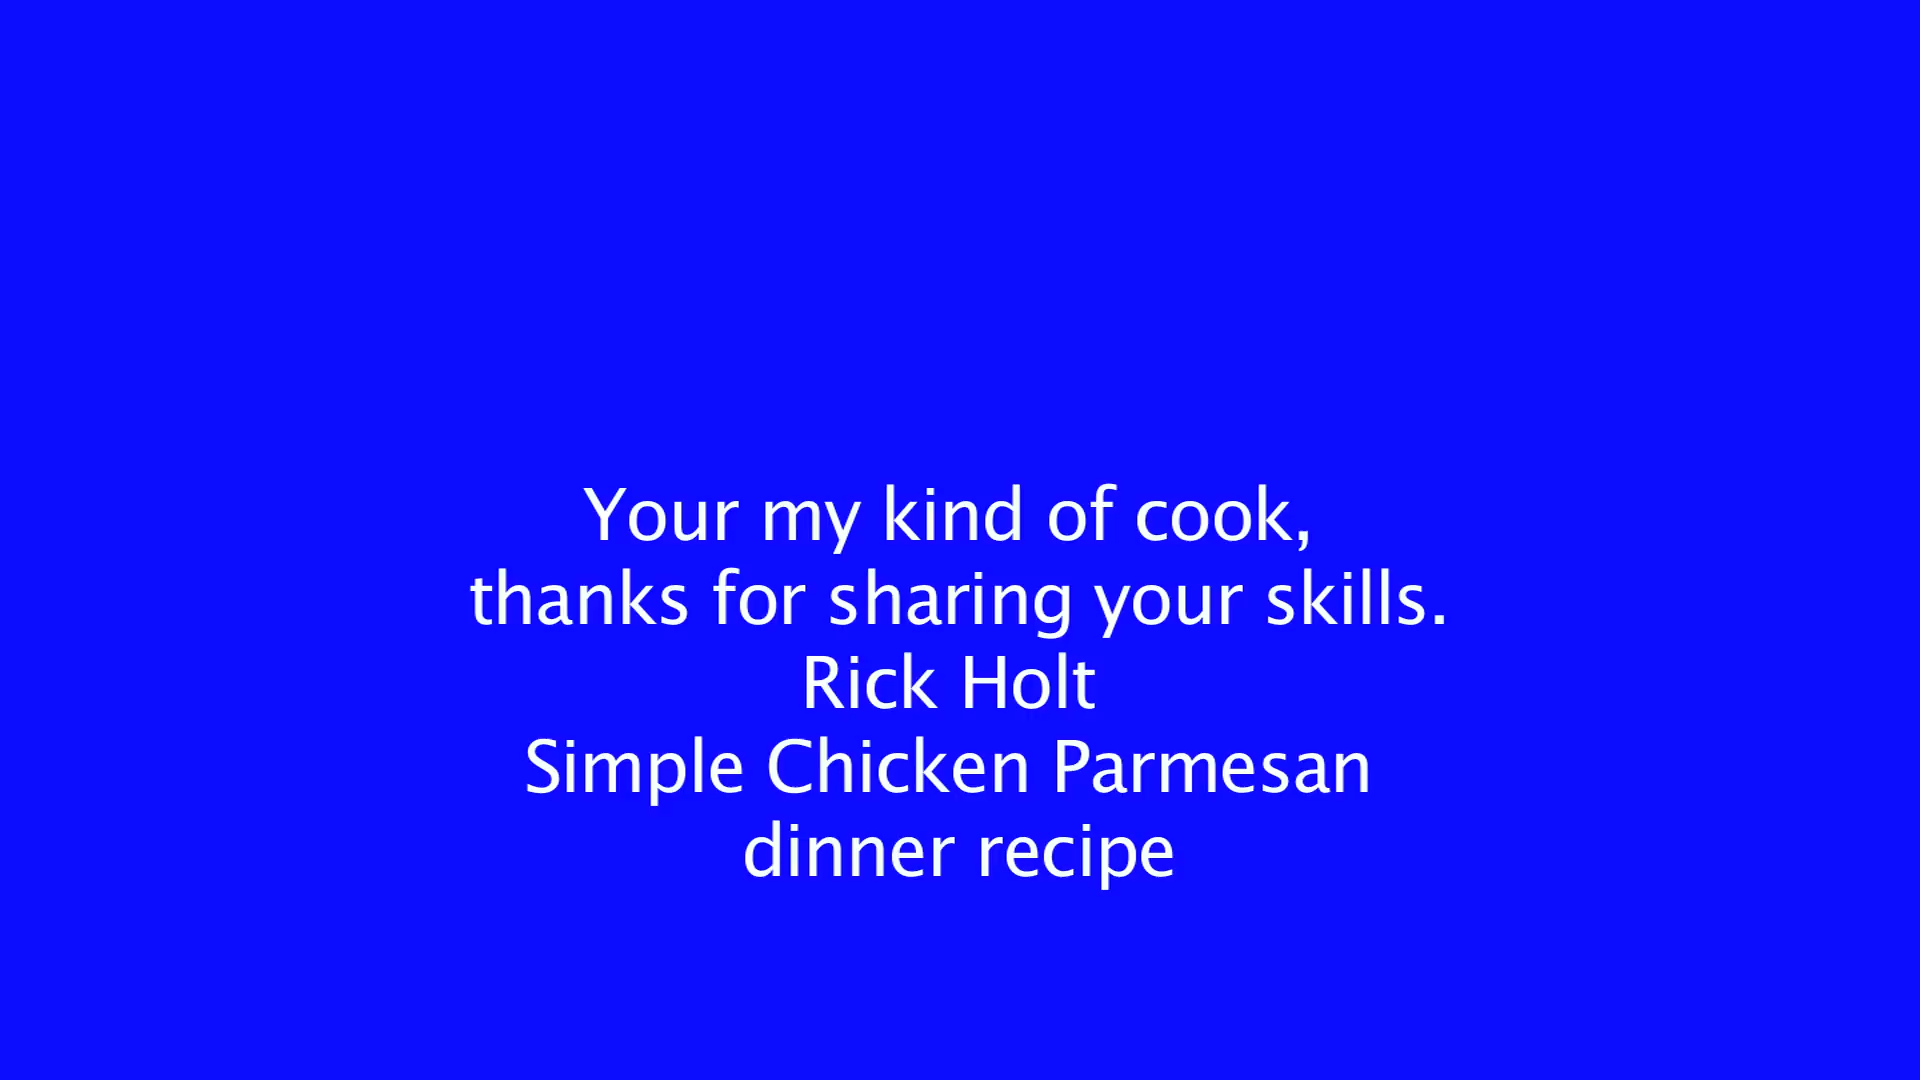 Your my kind of cook,
thanks for sharing your skills.
Rick Holt
Simple Chicken Parmesan
dinner recipe